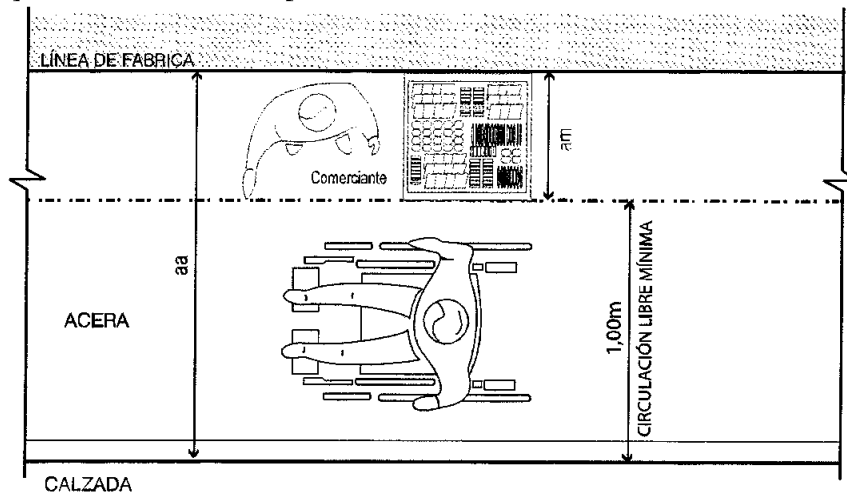 LÍNEA DE FABRICA
Comerciante
am
aa
ACERA
1,00m
CIRCULACIÓN LIBRE MÍNIMA
CALZADA